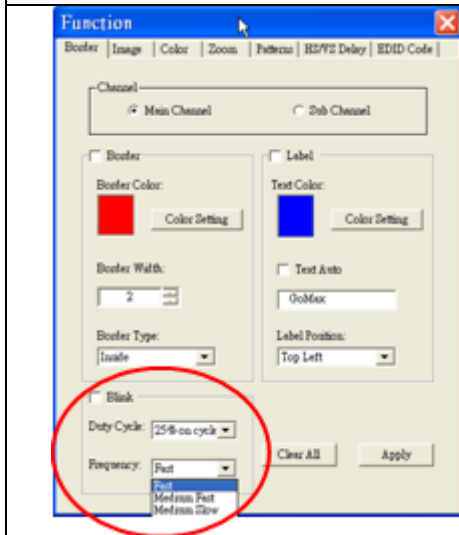 Function
Border Image Color Zoom Patterns HS/VS Delay EDID Code
Channel
Main Channel Sub Channel
Border
Border Color:
Color Setting
Border Width:
2
Border Type:
Inside
Label
Text Color:
Color Setting
Text Auto
GoMax
Label Position:
Top Left
Blink
Duty Cycle: 25% on cycle
Frequency: Fast
Fast
Medium Fast
Medium Slow
Clear All Apply